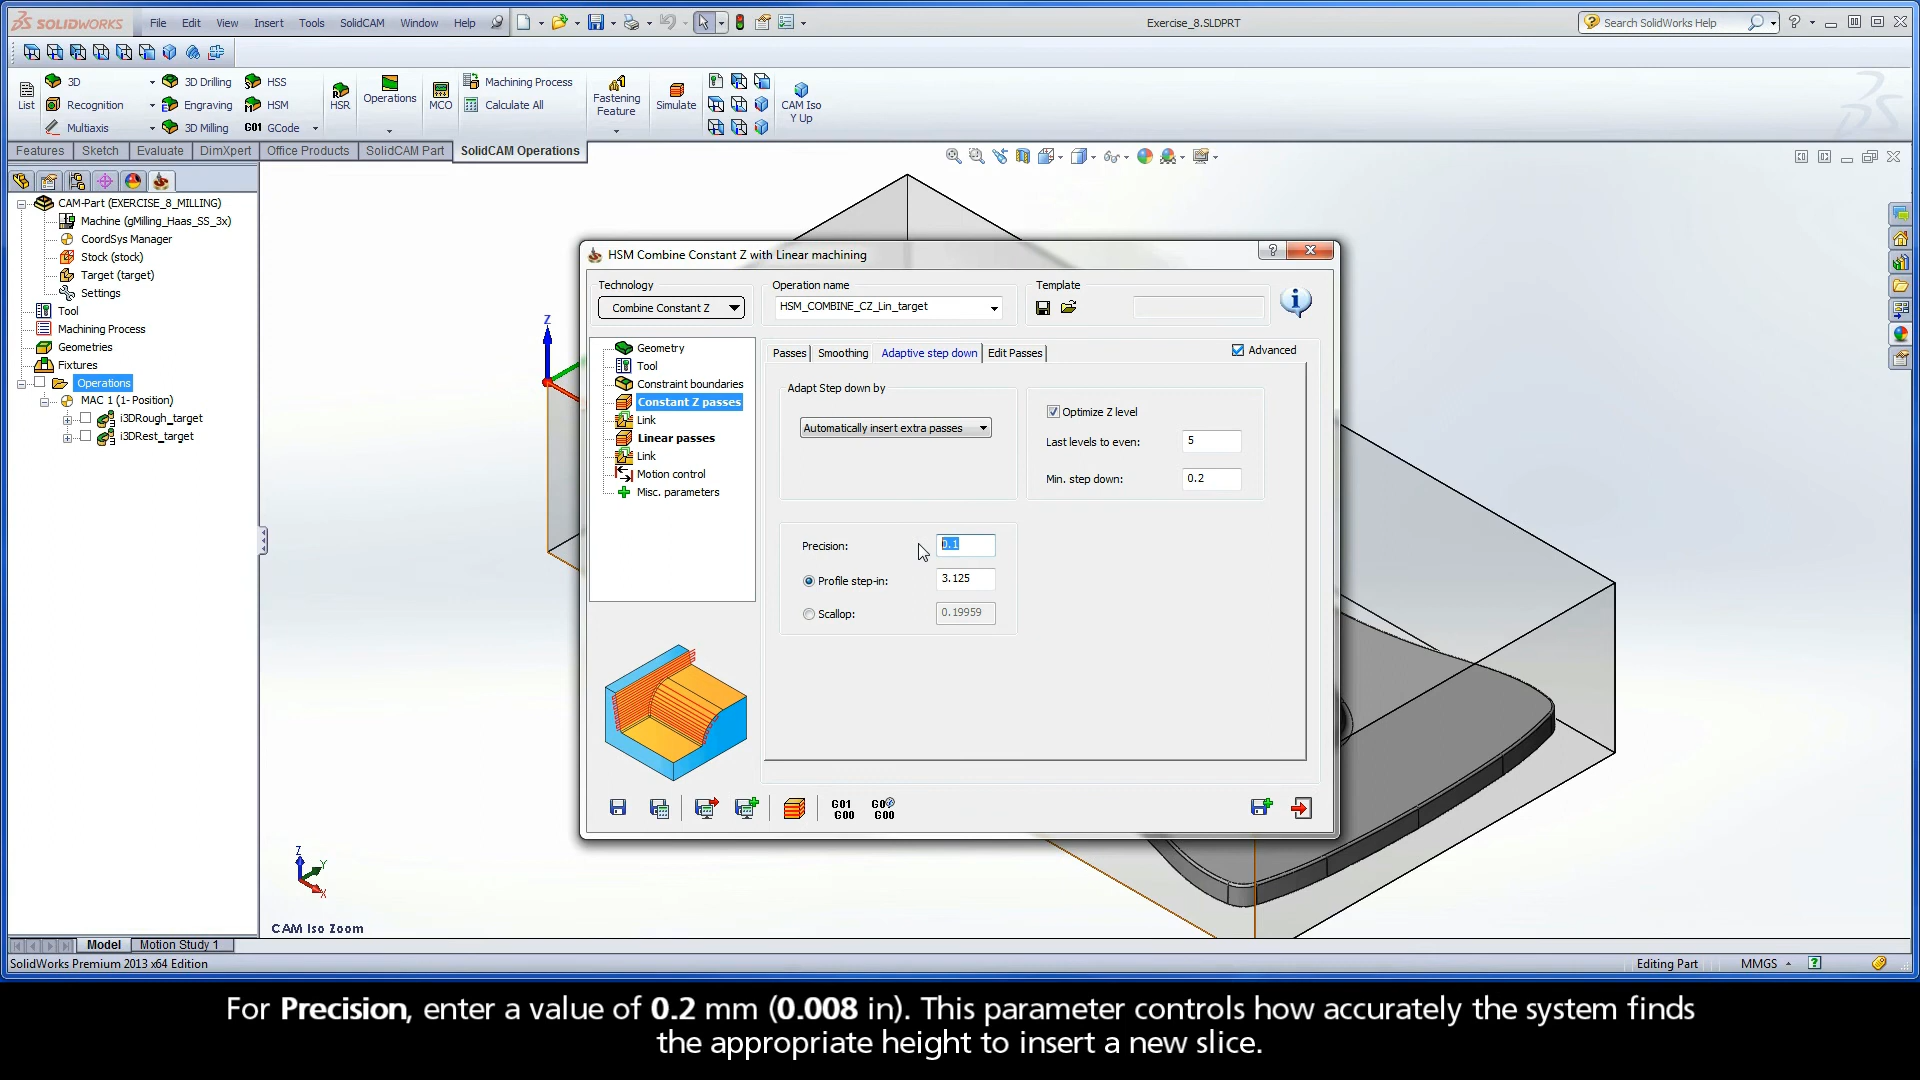 SOLIDWORKS File Edit View Insert Tools SolidCAM Window Help Exercise_8.SLDPRT Search SolidWorks Help
3D 3D Drilling HSS
Recognition Engraving HSM
Multiaxis 3D Milling G01 GCode
List
HSR
Operations
MCO
Machining Process
Calculate All
Fastening
Feature
Simulate
CAM Iso
Y Up
Features Sketch Evaluate DimXpert Office Products SolidCAM Part SolidCAM Operations
CAM-Part (EXERCISE_8_MILLING)
Machine (gMilling_Haas_SS_3x)
CoordSys Manager
Stock (stock)
Target (target)
Settings
Tool
Machining Process
Geometries
Fixtures
Operations
MAC 1 (1- Position)
i3DRough_target
i3DRest_target
HSM Combine Constant Z with Linear machining
Technology
Combine Constant Z
Operation name
HSM_COMBINE_CZ_Lin_target
Template
Geometry
Tool
Constraint boundaries
Constant Z passes
Link
Linear passes
Link
Motion control
Misc. parameters
Passes Smoothing Adaptive step down Edit Passes
Advanced
Adapt Step down by
Automatically insert extra passes
Optimize Z level
Last levels to even: 5
Min. step down: 0.2
Precision: 0.1
Profile step-in: 3.125
Scallop: 0.19959
G01
G00
G0
G00
Z
Z
Y
X
CAM Iso Zoom
Model Motion Study 1
SolidWorks Premium 2013 x64 Edition Editing Part MMGS
For Precision, enter a value of 0.2 mm (0.008 in). This parameter controls how accurately the system finds
the appropriate height to insert a new slice.